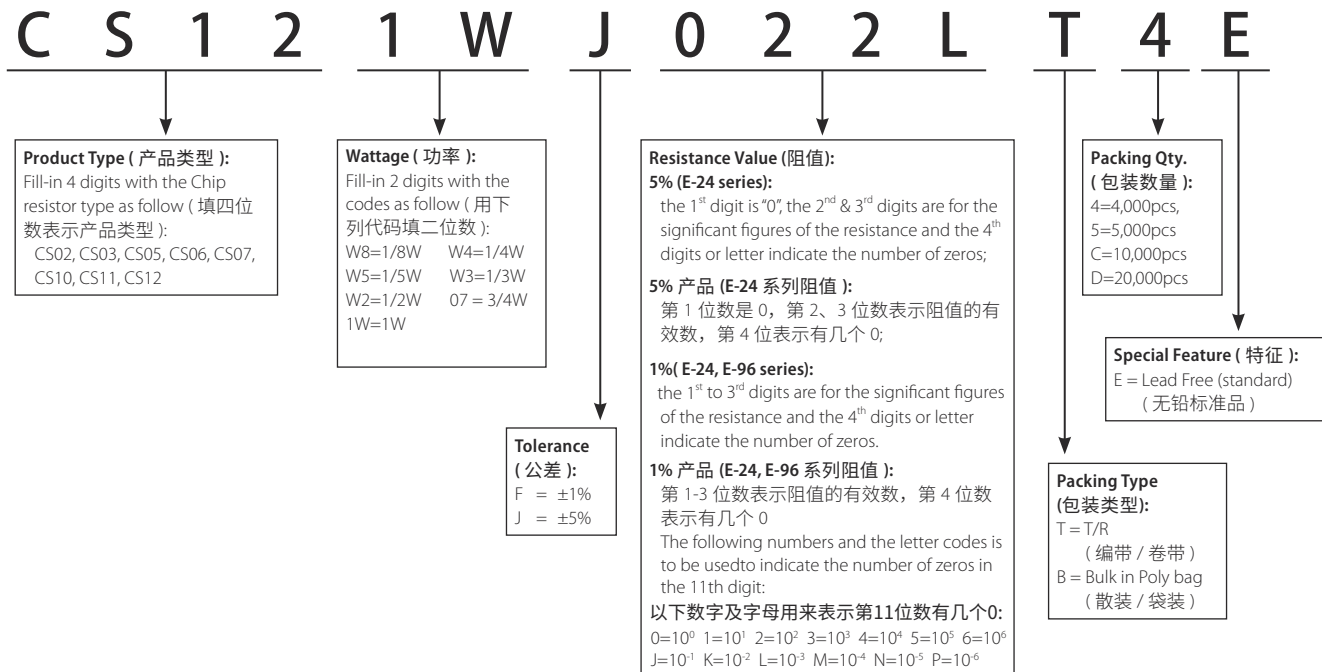 C S 1 2 1 W J 0 2 2 L T 4 E
Product Type ( 产品类型 ):
Fill-in 4 digits with the Chip
resistor type as follow ( 填四位
数表示产品类型 ):
CS02, CS03, CS05, CS06, CS07,
CS10, CS11, CS12
Wattage ( 功率 ):
Fill-in 2 digits with the
codes as follow ( 用下
列代码填二位数 ):
W8=1/8W W4=1/4W
W5=1/5W W3=1/3W
W2=1/2W 07 = 3/4W
1W=1W
Tolerance
( 公差 ):
F = ±1%
J = ±5%
Resistance Value (阻值):
5% (E-24 series):
the 1st digit is “0”, the 2nd & 3rd digits are for the
significant figures of the resistance and the 4th
digits or letter indicate the number of zeros;
5% 产品 (E-24 系列阻值 ):
第 1 位数是 0，第 2、3 位数表示阻值的有
效数，第 4 位表示有几个 0;
1%( E-24, E-96 series):
the 1st to 3rd digits are for the significant figures
of the resistance and the 4th digits or letter
indicate the number of zeros.
1% 产品 (E-24, E-96 系列阻值 ):
第 1-3 位数表示阻值的有效数，第 4 位数
表示有几个 0
The following numbers and the letter codes is
to be usedto indicate the number of zeros in
the 11th digit:
以下数字及字母用来表示第11位数有几个0:
0=10⁰ 1=10¹ 2=10² 3=10³ 4=10⁴ 5=10⁵ 6=10⁶
J=10⁻¹ K=10⁻² L=10⁻³ M=10⁻⁴ N=10⁻⁵ P=10⁻⁶
Packing Qty.
( 包装数量 ):
4=4,000pcs,
5=5,000pcs
C=10,000pcs
D=20,000pcs
Special Feature ( 特征 ):
E = Lead Free (standard)
( 无铅标准品 )
Packing Type
(包装类型):
T = T/R
( 编带 / 卷带 )
B = Bulk in Poly bag
( 散装 / 袋装 )